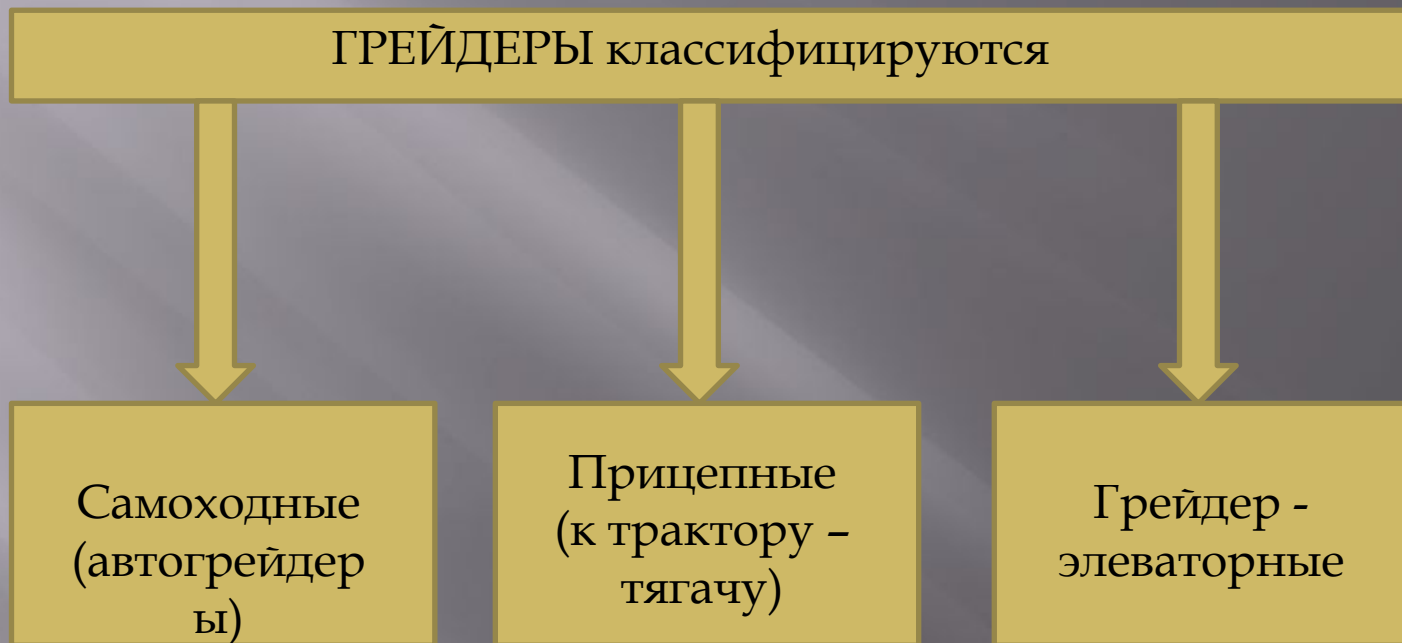 ГРЕЙДЕРЫ классифицируются
Самоходные
(автогрейдер
ы)
Прицепные
(к трактору –
тягачу)
Грейдер -
элеваторные